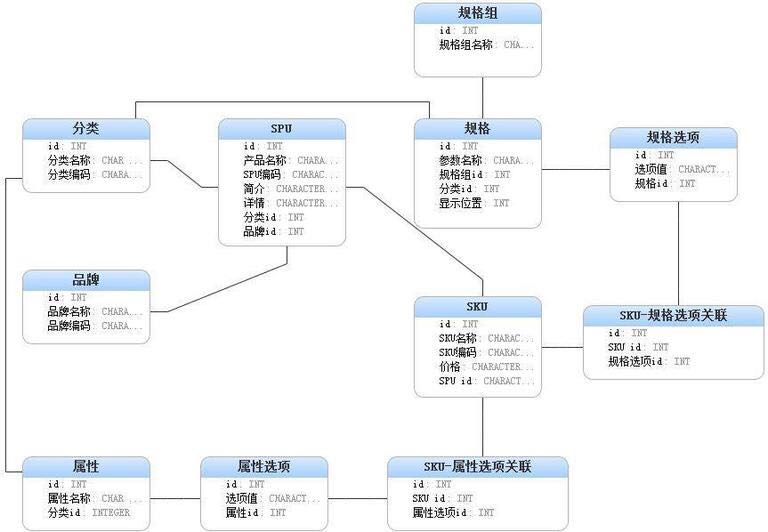 规格组
id: INT
规格组名称: CHA...
分类
id: INT
分类名称: CHAR ...
分类编码: CHARA...
SPU
id: INT
产品名称: CHARA...
SPU编码: CHARAC...
简介: CHARACTER...
详情: CHARACTER...
分类id: INT
品牌id: INT
规格
id: INT
参数名称: CHARA...
规格组id: INT
分类id: INT
显示位置: INT
规格选项
id: INT
选项值: CHARACT...
规格id: INT
品牌
id: INT
品牌名称: CHARA...
品牌编码: CHARA...
SKU
id: INT
SKU名称: CHARAC...
SKU编码: CHARAC...
价格: CHARACTER...
SPU id: CHARACT...
SKU-规格选项关联
id: INT
SKU id: INT
规格选项id: INT
属性
id: INT
属性名称: CHAR ...
分类id: INTEGER
属性选项
id: INT
选项值: CHARACT...
属性id: INT
SKU-属性选项关联
id: INT
SKU id: INT
属性选项id: INT